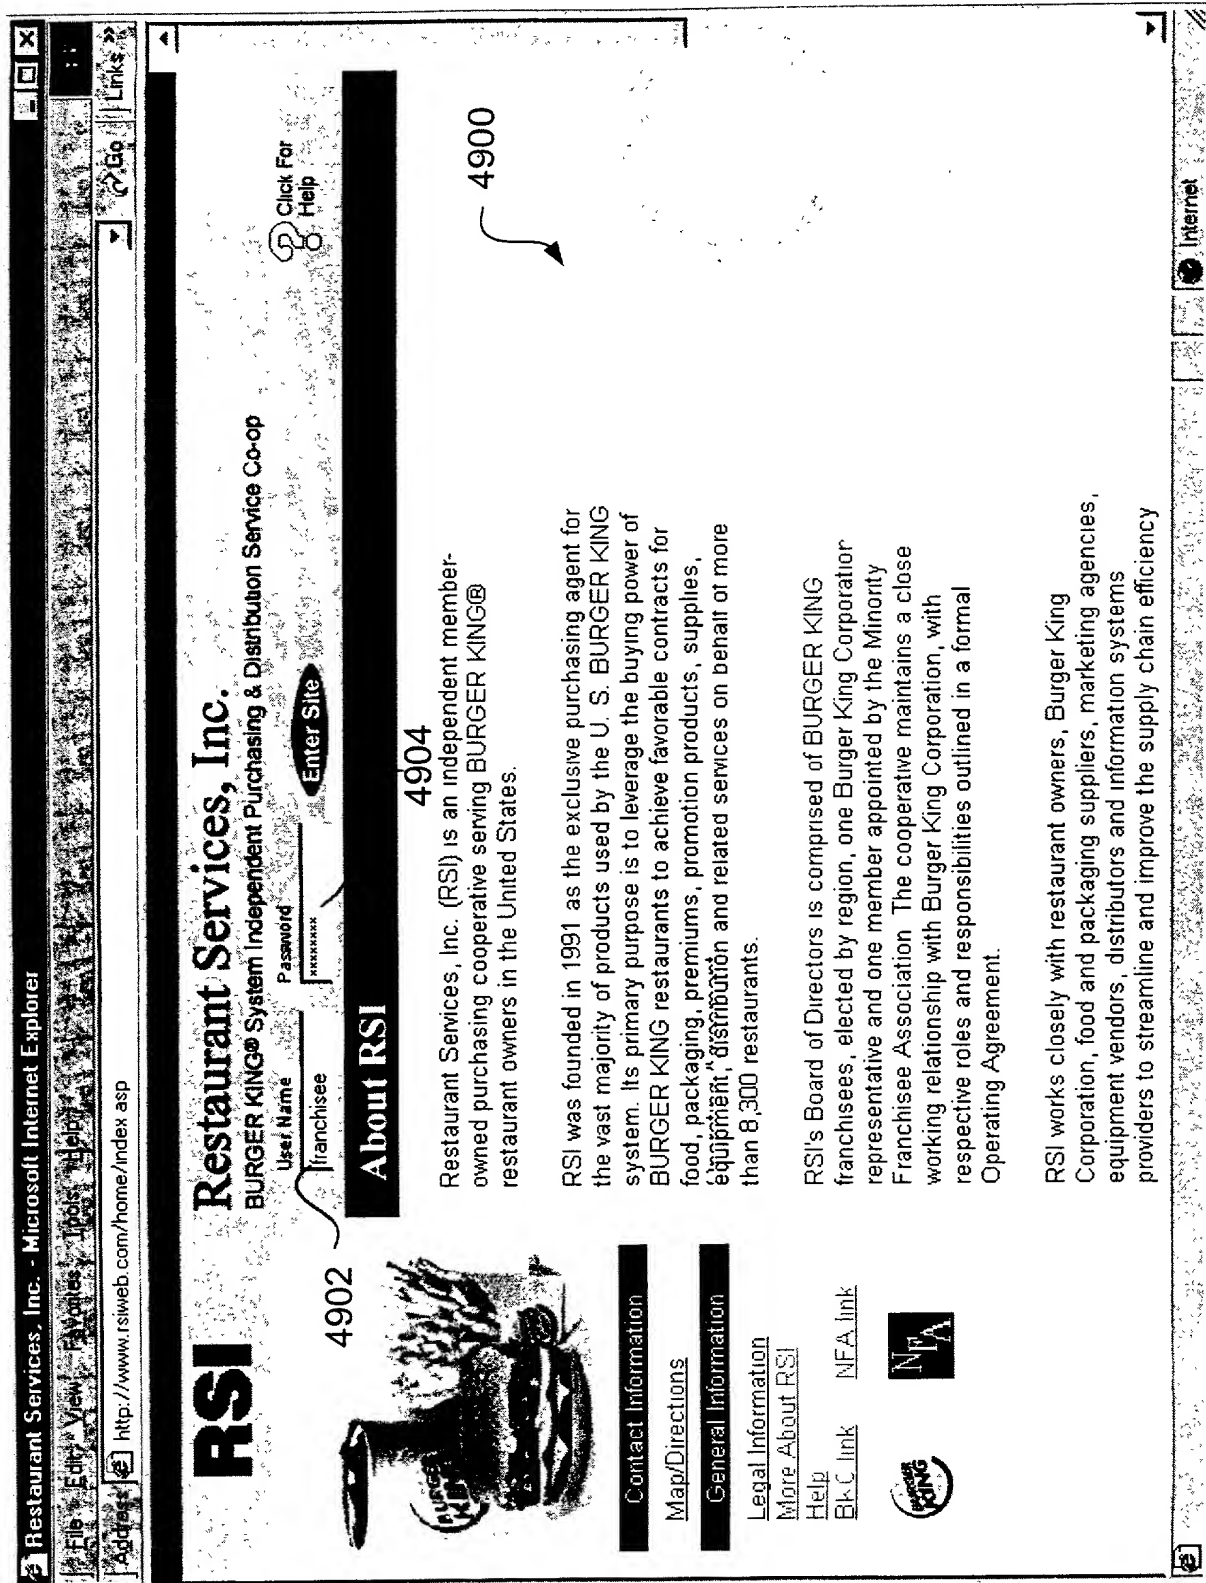 Restaurant Services, Inc. - Microsoft Internet Explorer
File Edit View Favorites Tools Help
Address http://www.rsiweb.com/home/index.asp Go Links »
RSI
Restaurant Services, Inc.
BURGER KING® System Independent Purchasing & Distribution Service Co-op
User Name Password
franchisee xxxxxxxx Enter Site
? Click For
Help
4902
4904
4900
About RSI
BURGER
Contact Information
Map/Directions
General Information
Legal Information
More About RSI
Help
BKC link NFA link
BURGER KING
NFA
Restaurant Services, Inc. (RSI) is an independent member-
owned purchasing cooperative serving BURGER KING®
restaurant owners in the United States.
RSI was founded in 1991 as the exclusive purchasing agent for
the vast majority of products used by the U. S. BURGER KING
system. Its primary purpose is to leverage the buying power of
BURGER KING restaurants to achieve favorable contracts for
food, packaging, premiums, promotion products, supplies,
equipment, distribution and related services on behalf of more
than 8,300 restaurants.
RSI's Board of Directors is comprised of BURGER KING
franchisees, elected by region, one Burger King Corporation
representative and one member appointed by the Minority
Franchisee Association The cooperative maintains a close
working relationship with Burger King Corporation, with
respective roles and responsibilities outlined in a formal
Operating Agreement.
RSI works closely with restaurant owners, Burger King
Corporation, food and packaging suppliers, marketing agencies,
equipment vendors, distributors and information systems
providers to streamline and improve the supply chain efficiency
Internet